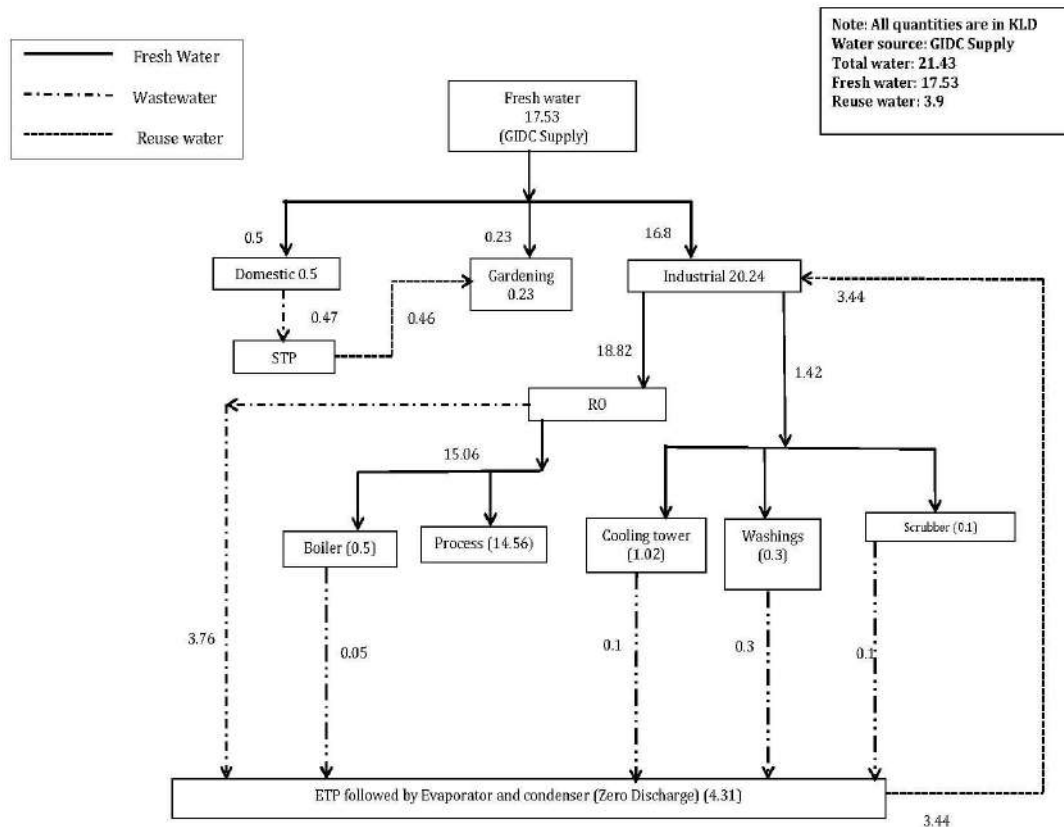 Fresh Water
Wastewater
Reuse water
Note: All quantities are in KLD
Water source: GIDC Supply
Total water: 21.43
Fresh water: 17.53
Reuse water: 3.9
Fresh water
17.53
(GIDC Supply)
0.5
0.23
16.8
Domestic 0.5
Gardening
0.23
Industrial 20.24
3.44
0.47
0.46
STP
18.82
1.42
RO
15.06
Boiler (0.5)
Process (14.56)
Cooling tower
(1.02)
Washings
(0.3)
Scrubber (0.1)
3.76
0.05
0.1
0.3
0.1
ETP followed by Evaporator and condenser (Zero Discharge) (4.31)
3.44